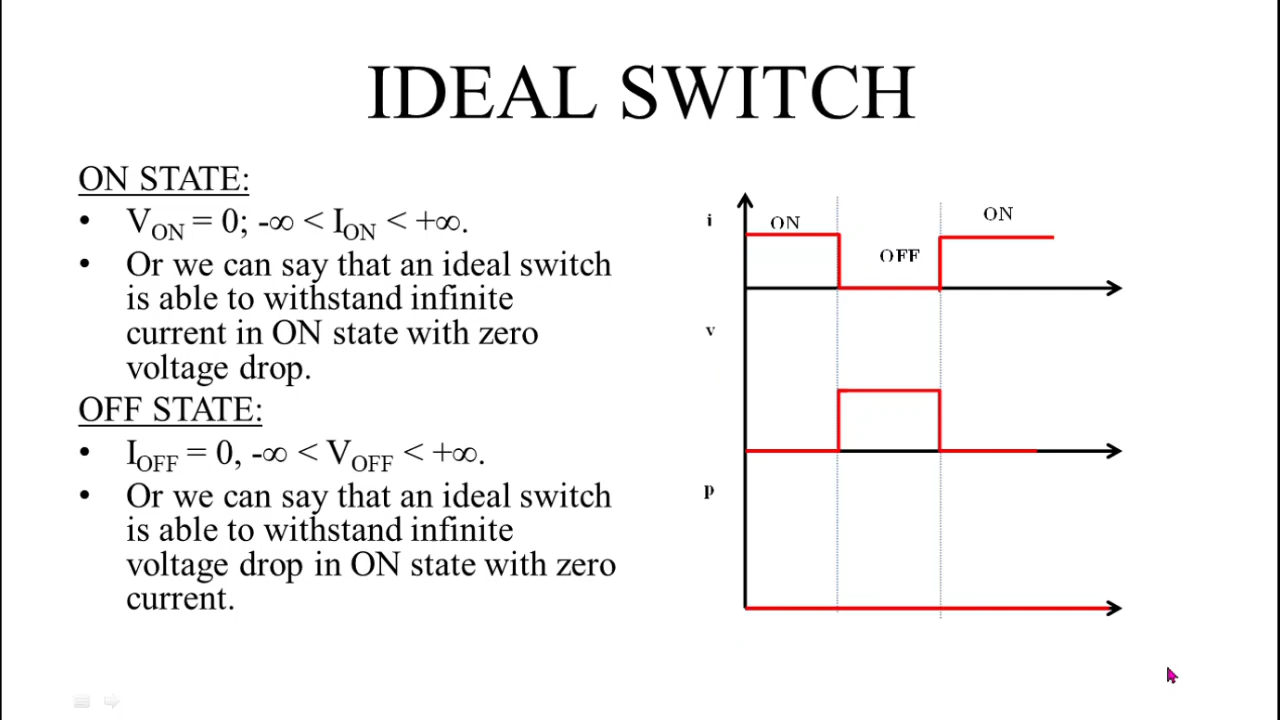 IDEAL SWITCH
ON STATE:
• V_ON = 0; -∞ < I_ON < +∞.
• Or we can say that an ideal switch
is able to withstand infinite
current in ON state with zero
voltage drop.
OFF STATE:
• I_OFF = 0, -∞ < V_OFF < +∞.
• Or we can say that an ideal switch
is able to withstand infinite
voltage drop in ON state with zero
current.
i
ON
OFF
ON
v
p